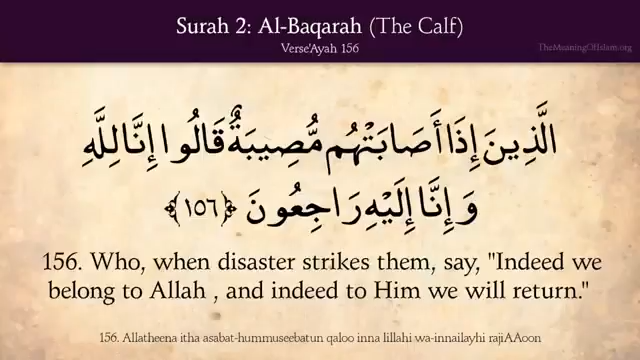 Surah 2: Al-Baqarah (The Calf)
Verse'Ayah 156
TheMeaningOfIslam.org
الَّذِينَ إِذَا أَصَابَتْهُم مُّصِيبَةٌ قَالُوا إِنَّا لِلَّهِ
وَإِنَّا إِلَيْهِ رَاجِعُونَ ﴿١٥٦﴾
156. Who, when disaster strikes them, say, "Indeed we
belong to Allah , and indeed to Him we will return."
156. Allatheena itha asabat-hummuseebatun qaloo inna lillahi wa-innailayhi rajiAAoon